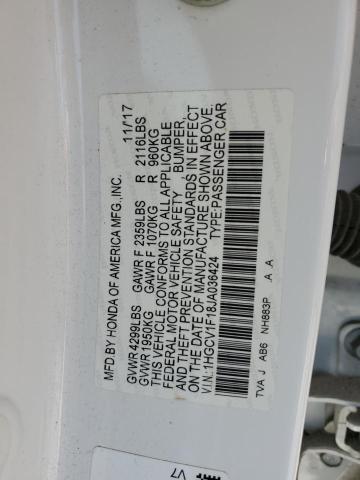 MFD.BY HONDA OF AMERICA MFG.,INC. 11/17
GVWR 4299LBS GAWR F 2359LBS R 2116LBS
GVWR 1950KG GAWR F 1070KG R 960KG
THIS VEHICLE CONFORMS TO ALL APPLICABLE
FEDERAL MOTOR VEHICLE SAFETY , BUMPER,
AND THEFT PREVENTION STANDARDS IN EFFECT
ON THE DATE OF MANUFACTURE SHOWN ABOVE.
V.I.N.:1HGCV1F18JA036424 TYPE:PASSENGER CAR
TVA J AB6 NH883P .A A
V7